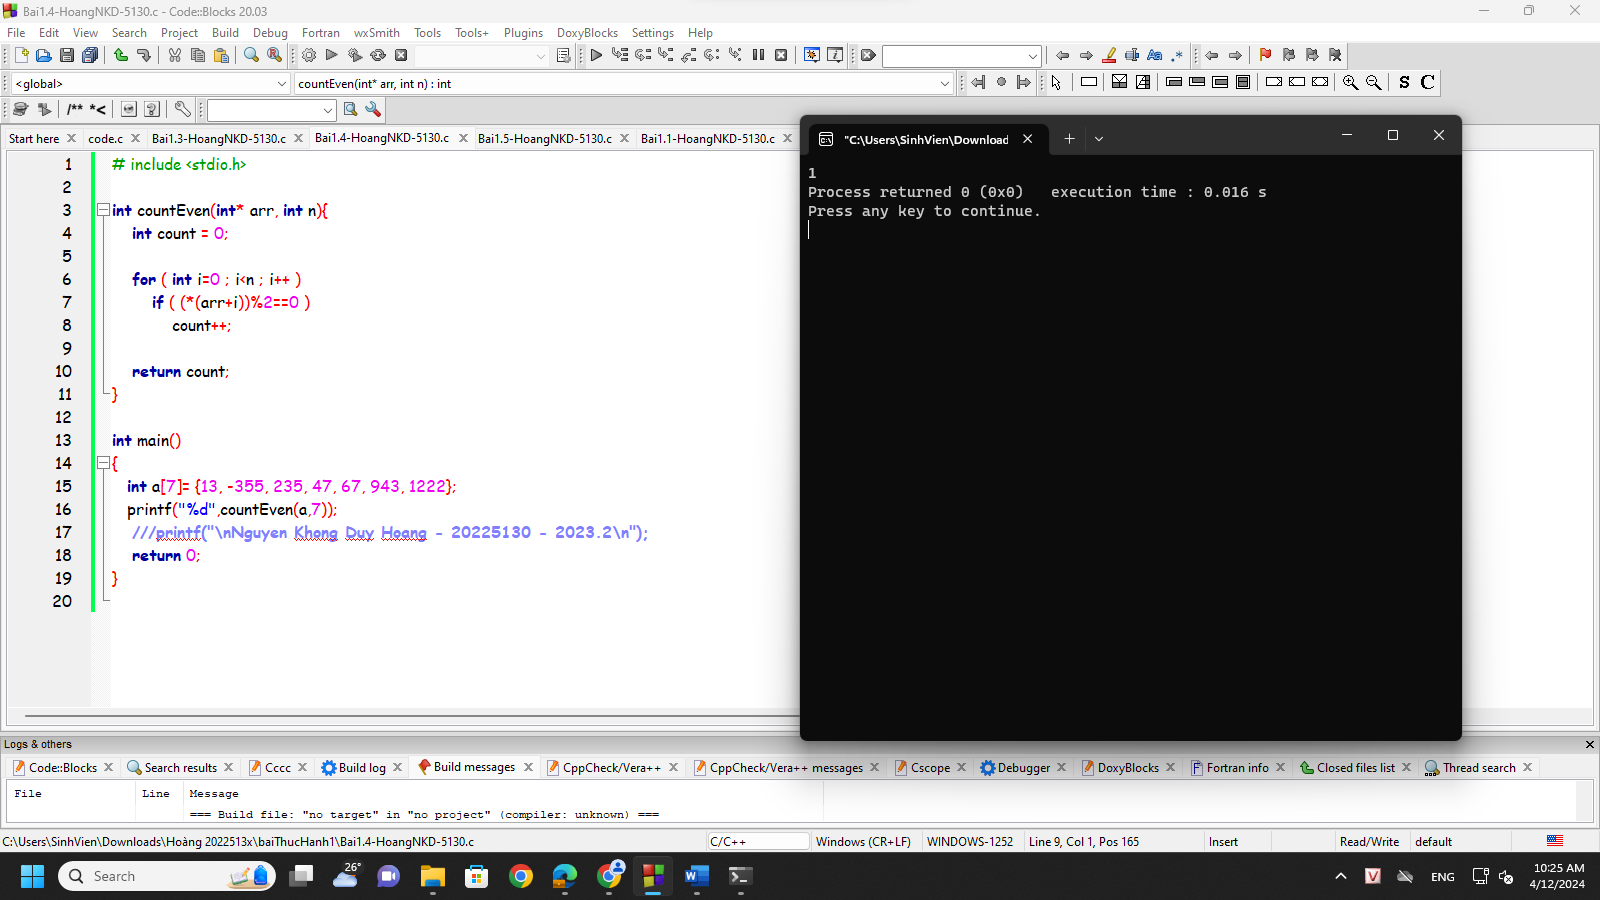 Bai1.4-HoangNKD-5130.c - Code::Blocks 20.03
File Edit View Search Project Build Debug Fortran wxSmith Tools Tools+ Plugins DoxyBlocks Settings Help
<global> countEven(int* arr, int n) : int
/** *<
S C
Start here code.c Bai1.3-HoangNKD-5130.c Bai1.4-HoangNKD-5130.c Bai1.5-HoangNKD-5130.c Bai1.1-HoangNKD-5130.c
1 # include <stdio.h>
2
3 int countEven(int* arr, int n){
4 int count = 0;
5
6 for ( int i=0 ; i<n ; i++ )
7 if ( (*(arr+i))%2==0 )
8 count++;
9
10 return count;
11 }
12
13 int main()
14 {
15 int a[7]= {13, -355, 235, 47, 67, 943, 1222};
16 printf("%d",countEven(a,7));
17 ///printf("\nNguyen Khong Duy Hoang - 20225130 - 2023.2\n");
18 return 0;
19 }
20
"C:\Users\SinhVien\Download
1
Process returned 0 (0x0) execution time : 0.016 s
Press any key to continue.
Logs & others
Code::Blocks Search results Cccc Build log Build messages CppCheck/Vera++ CppCheck/Vera++ messages Cscope Debugger DoxyBlocks Fortran info Closed files list Thread search
File Line Message
=== Build file: "no target" in "no project" (compiler: unknown) ===
C:\Users\SinhVien\Downloads\Hoàng 2022513x\baiThucHanh1\Bai1.4-HoangNKD-5130.c C/C++ Windows (CR+LF) WINDOWS-1252 Line 9, Col 1, Pos 165 Insert Read/Write default
Search 26° ENG 10:25 AM
4/12/2024